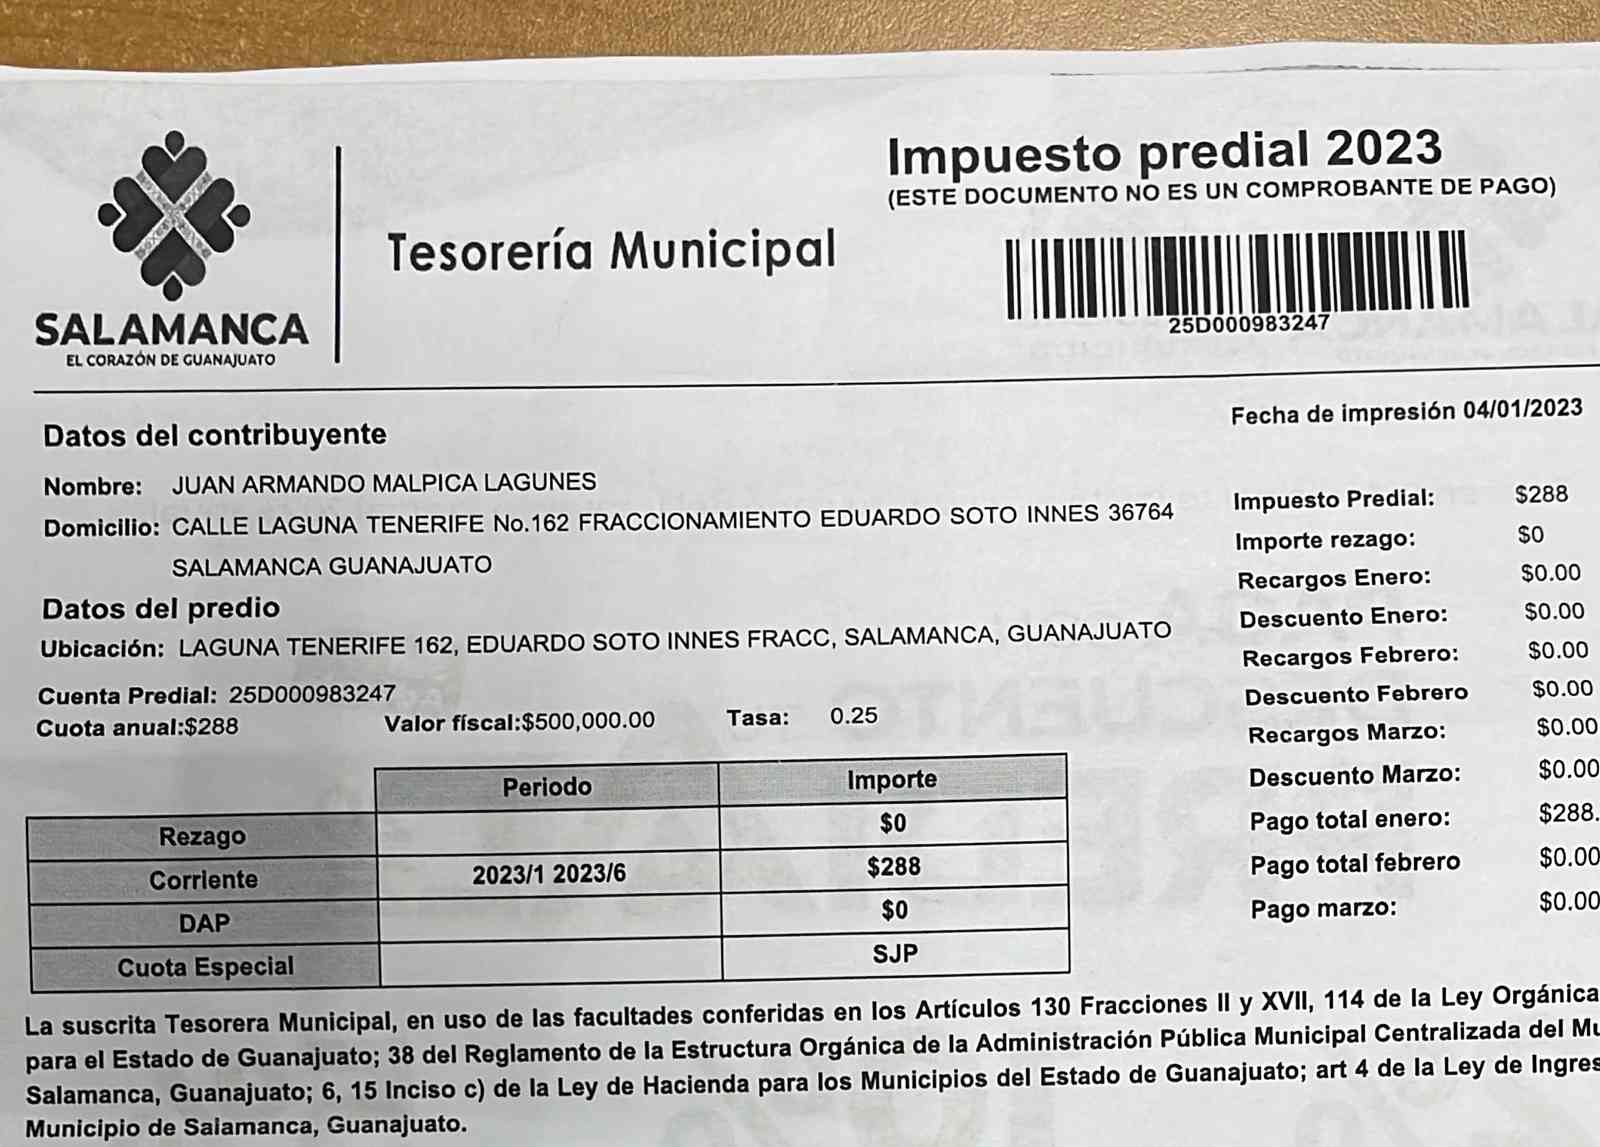 Impuesto predial 2023
(ESTE DOCUMENTO NO ES UN COMPROBANTE DE PAGO)
Tesorería Municipal
25D000983247
SALAMANCA
EL CORAZÓN DE GUANAJUATO
Fecha de impresión 04/01/2023
Datos del contribuyente
Nombre: JUAN ARMANDO MALPICA LAGUNES
Domicilio: CALLE LAGUNA TENERIFE No.162 FRACCIONAMIENTO EDUARDO SOTO INNES 36764
SALAMANCA GUANAJUATO
Datos del predio
Ubicación: LAGUNA TENERIFE 162, EDUARDO SOTO INNES FRACC, SALAMANCA, GUANAJUATO
Cuenta Predial: 25D000983247
Cuota anual:$288 Valor físcal:$500,000.00 Tasa: 0.25
Impuesto Predial: $288
Importe rezago: $0
Recargos Enero: $0.00
Descuento Enero: $0.00
Recargos Febrero: $0.00
Descuento Febrero $0.00
Recargos Marzo: $0.00
Descuento Marzo: $0.00
Pago total enero: $288.
Pago total febrero $0.00
Pago marzo: $0.00
Periodo Importe
Rezago $0
Corriente 2023/1 2023/6 $288
DAP $0
Cuota Especial SJP
La suscrita Tesorera Municipal, en uso de las facultades conferidas en los Artículos 130 Fracciones II y XVII, 114 de la Ley Orgánica
para el Estado de Guanajuato; 38 del Reglamento de la Estructura Orgánica de la Administración Pública Municipal Centralizada del Mu
Salamanca, Guanajuato; 6, 15 Inciso c) de la Ley de Hacienda para los Municipios del Estado de Guanajuato; art 4 de la Ley de Ingres
Municipio de Salamanca, Guanajuato.